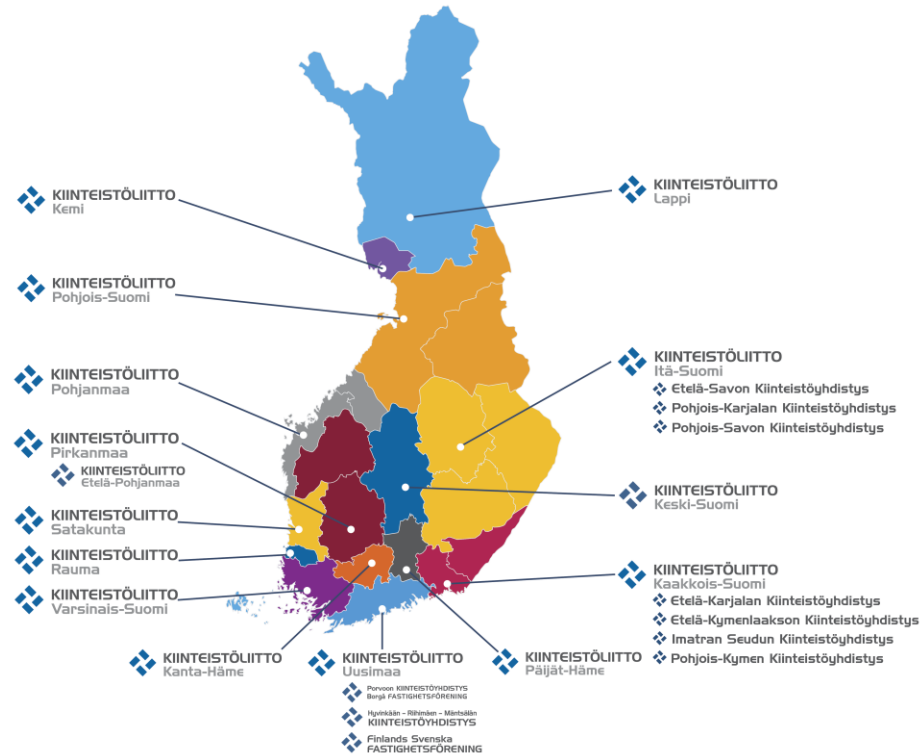 KIINTEISTÖLIITTO
Kemi
KIINTEISTÖLIITTO
Pohjois-Suomi
KIINTEISTÖLIITTO
Pohjanmaa
KIINTEISTÖLIITTO
Pirkanmaa
KIINTEISTÖLIITTO
Etelä-Pohjanmaa
KIINTEISTÖLIITTO
Satakunta
KIINTEISTÖLIITTO
Rauma
KIINTEISTÖLIITTO
Varsinais-Suomi
KIINTEISTÖLIITTO
Kanta-Häme
KIINTEISTÖLIITTO
Uusimaa
Porvoon KIINTEISTÖYHDISTYS
Borgå FASTIGHETSFÖRENING
Hyvinkään – Riihimäen – Mäntsälän
KIINTEISTÖYHDISTYS
Finlands Svenska
FASTIGHETSFÖRENING
KIINTEISTÖLIITTO
Päijät-Häme
KIINTEISTÖLIITTO
Lappi
KIINTEISTÖLIITTO
Itä-Suomi
Etelä-Savon Kiinteistöyhdistys
Pohjois-Karjalan Kiinteistöyhdistys
Pohjois-Savon Kiinteistöyhdistys
KIINTEISTÖLIITTO
Keski-Suomi
KIINTEISTÖLIITTO
Kaakkois-Suomi
Etelä-Karjalan Kiinteistöyhdistys
Etelä-Kymenlaakson Kiinteistöyhdistys
Imatran Seudun Kiinteistöyhdistys
Pohjois-Kymen Kiinteistöyhdistys